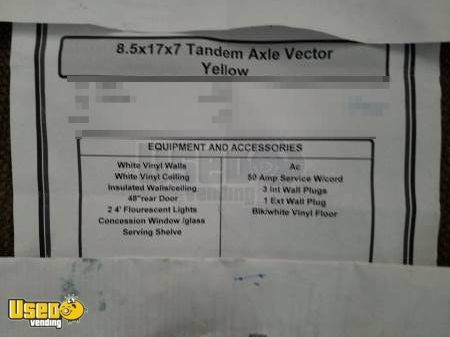 8.5x17x7 Tandem Axle Vector
Yellow
EQUIPMENT AND ACCESSORIES
White Vinyl Walls
White Vinyl Ceiling
Insulated Walls/ceiling
48"rear Door
2 4' Flourescent Lights
Concession Window /glass
Serving Shelve
Ac
50 Amp Service W/cord
3 Int Wall Plugs
1 Ext Wall Plug
Blk/white Vinyl Floor
USED
vending
USED
vending